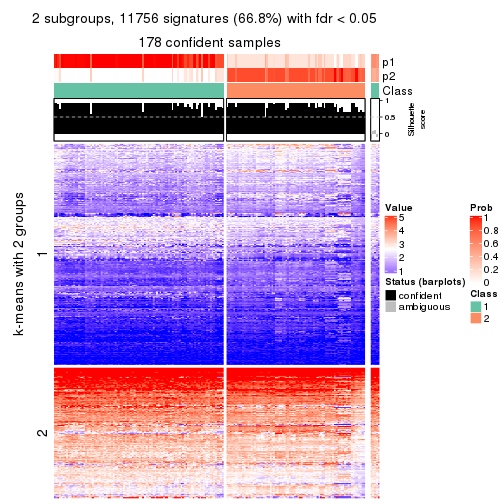 2 subgroups, 11756 signatures (66.8%) with fdr < 0.05
178 confident samples
p1
p2
Class
1
0.5
0
Silhouette
score
k-means with 2 groups
1
2
Value
5
4
3
2
1
Status (barplots)
confident
ambiguous
Prob
1
0.8
0.6
0.4
0.2
0
Class
1
2